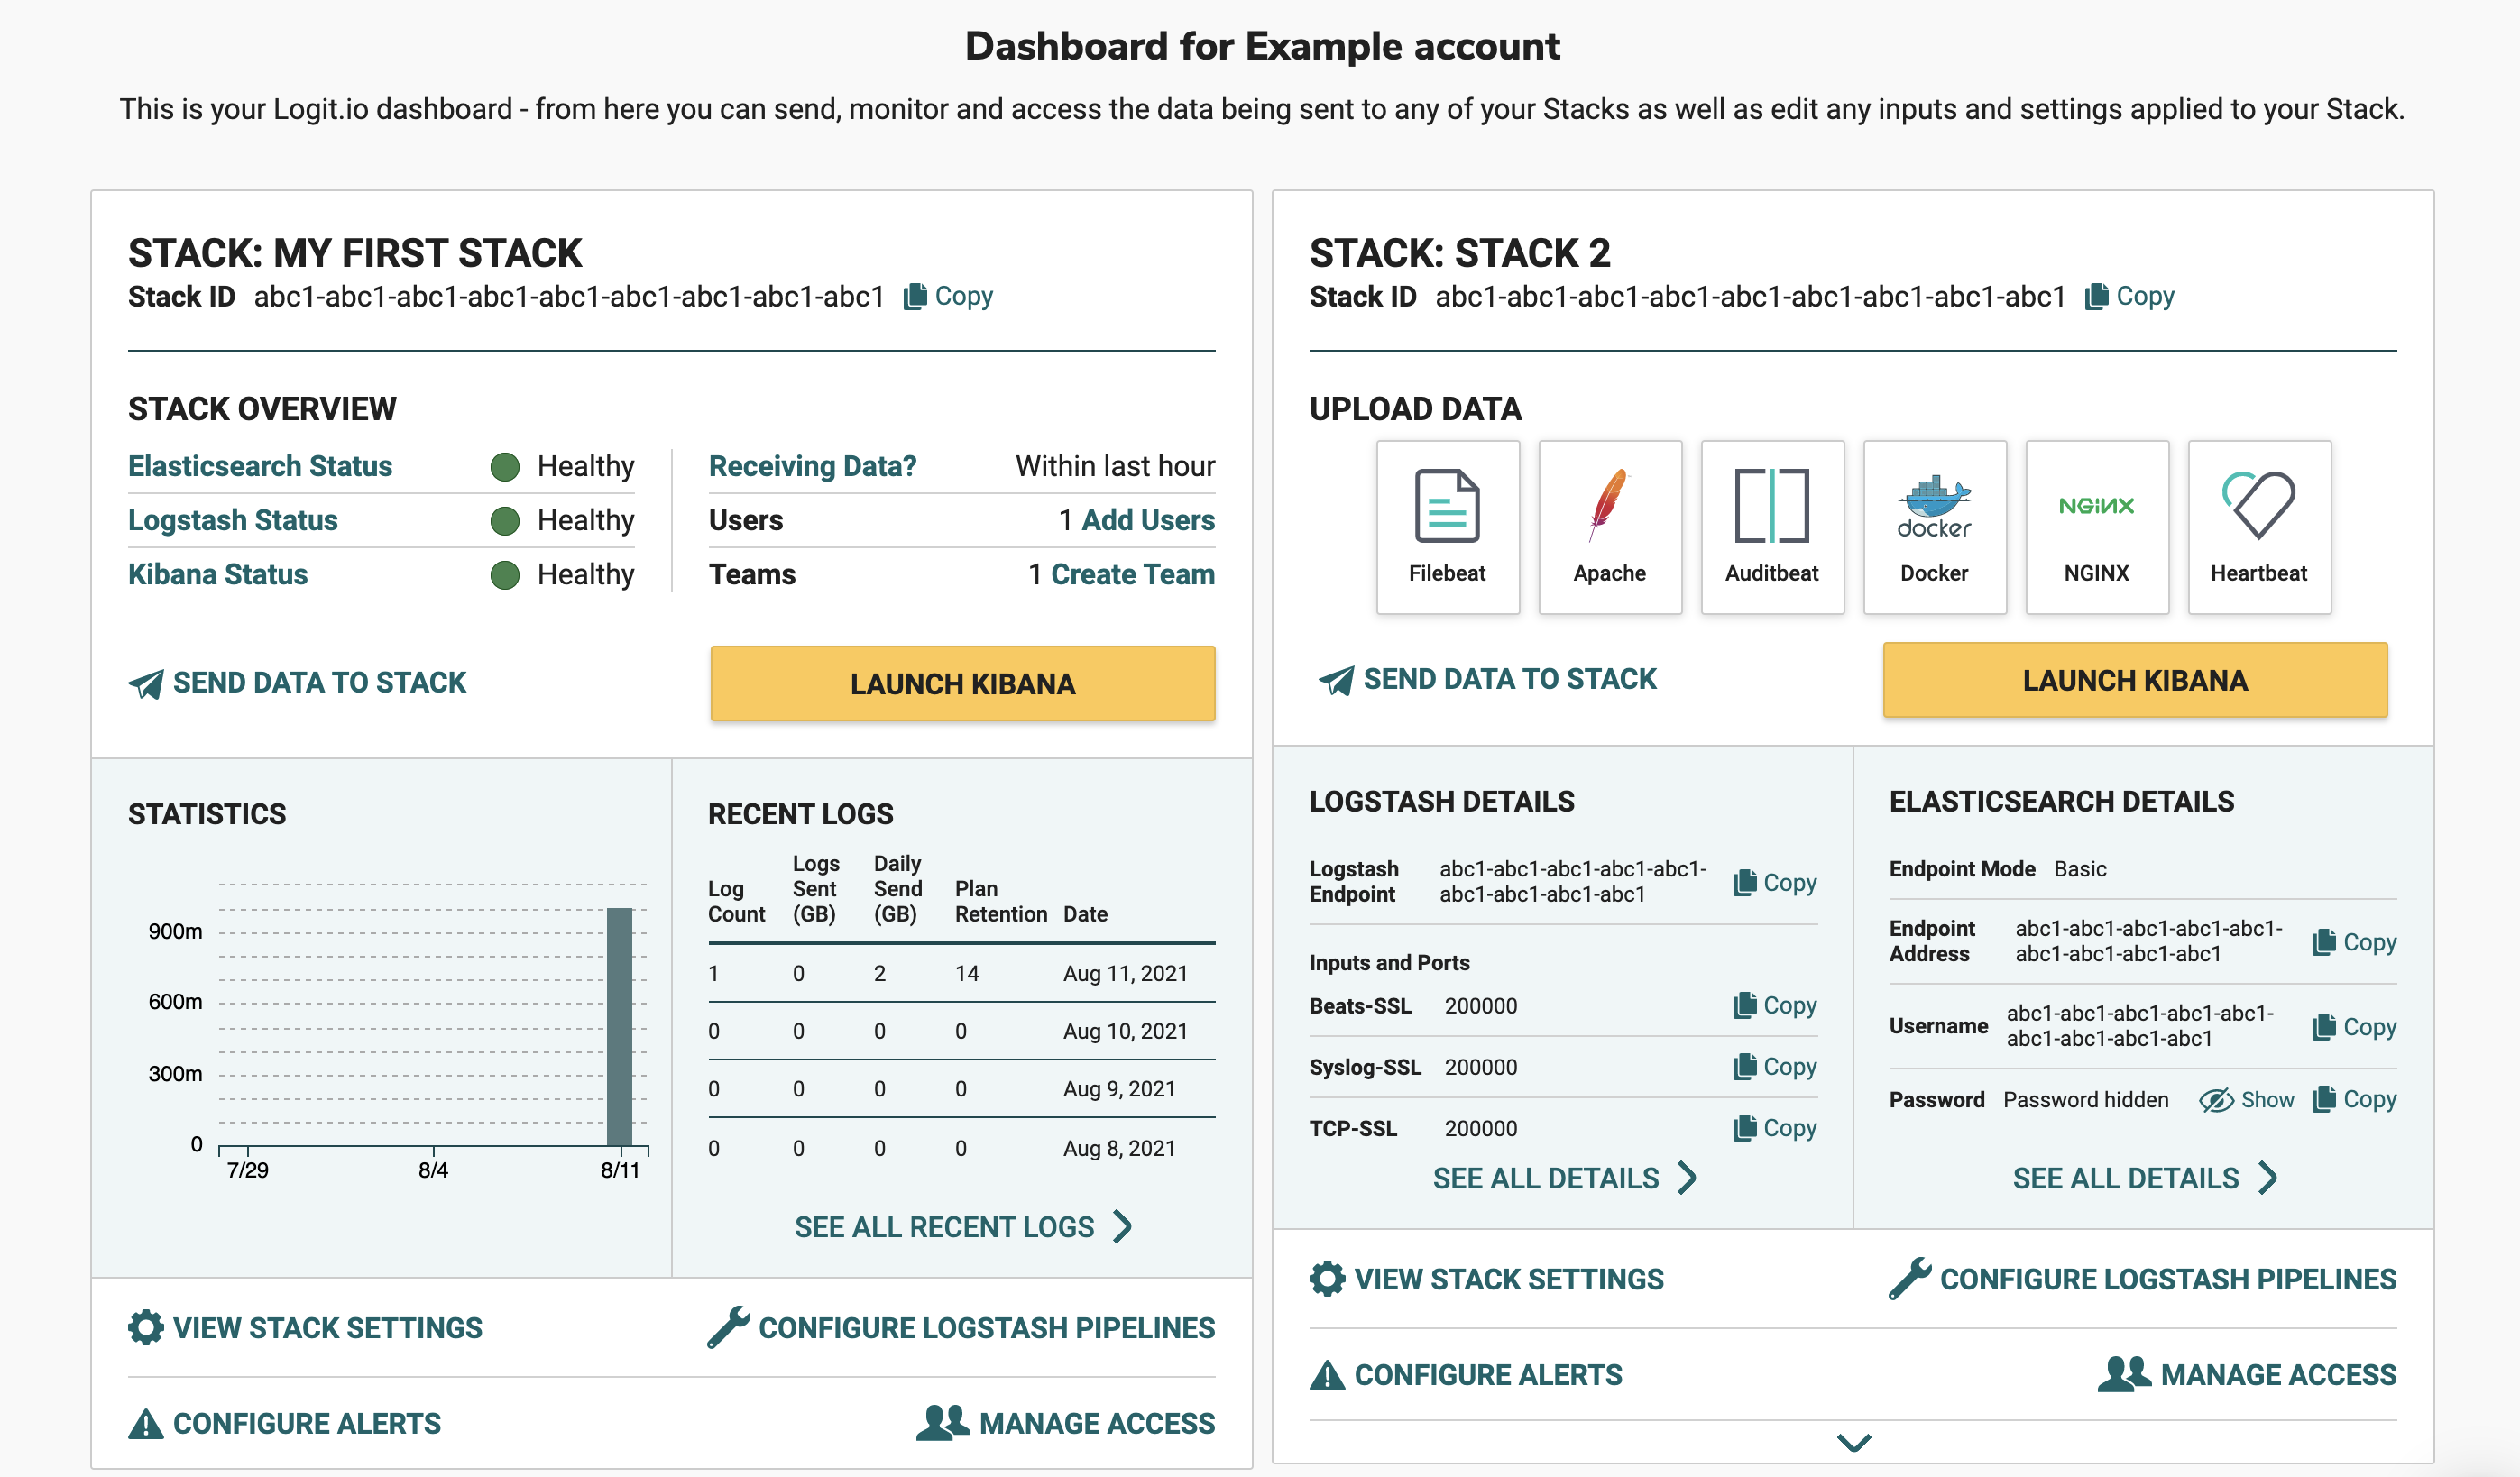 Dashboard for Example account
This is your Logit.io dashboard - from here you can send, monitor and access the data being sent to any of your Stacks as well as edit any inputs and settings applied to your Stack.
STACK: MY FIRST STACK
Stack ID abc1-abc1-abc1-abc1-abc1-abc1-abc1-abc1-abc1 Copy
STACK OVERVIEW
Elasticsearch Status Healthy
Logstash Status Healthy
Kibana Status Healthy
Receiving Data? Within last hour
Users 1 Add Users
Teams 1 Create Team
SEND DATA TO STACK
LAUNCH KIBANA
STATISTICS
900m
600m
300m
0
7/29 8/4 8/11
RECENT LOGS
Log Count Logs Sent (GB) Daily Send (GB) Plan Retention Date
1 0 2 14 Aug 11, 2021
0 0 0 0 Aug 10, 2021
0 0 0 0 Aug 9, 2021
0 0 0 0 Aug 8, 2021
SEE ALL RECENT LOGS
VIEW STACK SETTINGS
CONFIGURE LOGSTASH PIPELINES
CONFIGURE ALERTS
MANAGE ACCESS
STACK: STACK 2
Stack ID abc1-abc1-abc1-abc1-abc1-abc1-abc1-abc1-abc1 Copy
UPLOAD DATA
docker NGINX
Filebeat Apache Auditbeat Docker NGINX Heartbeat
SEND DATA TO STACK
LAUNCH KIBANA
LOGSTASH DETAILS
Logstash abc1-abc1-abc1-abc1-abc1-
Endpoint abc1-abc1-abc1-abc1 Copy
Inputs and Ports
Beats-SSL 200000 Copy
Syslog-SSL 200000 Copy
TCP-SSL 200000 Copy
SEE ALL DETAILS
ELASTICSEARCH DETAILS
Endpoint Mode Basic
Endpoint abc1-abc1-abc1-abc1-abc1-
Address abc1-abc1-abc1-abc1 Copy
Username abc1-abc1-abc1-abc1-abc1-
abc1-abc1-abc1-abc1 Copy
Password Password hidden Show Copy
SEE ALL DETAILS
VIEW STACK SETTINGS
CONFIGURE LOGSTASH PIPELINES
CONFIGURE ALERTS
MANAGE ACCESS